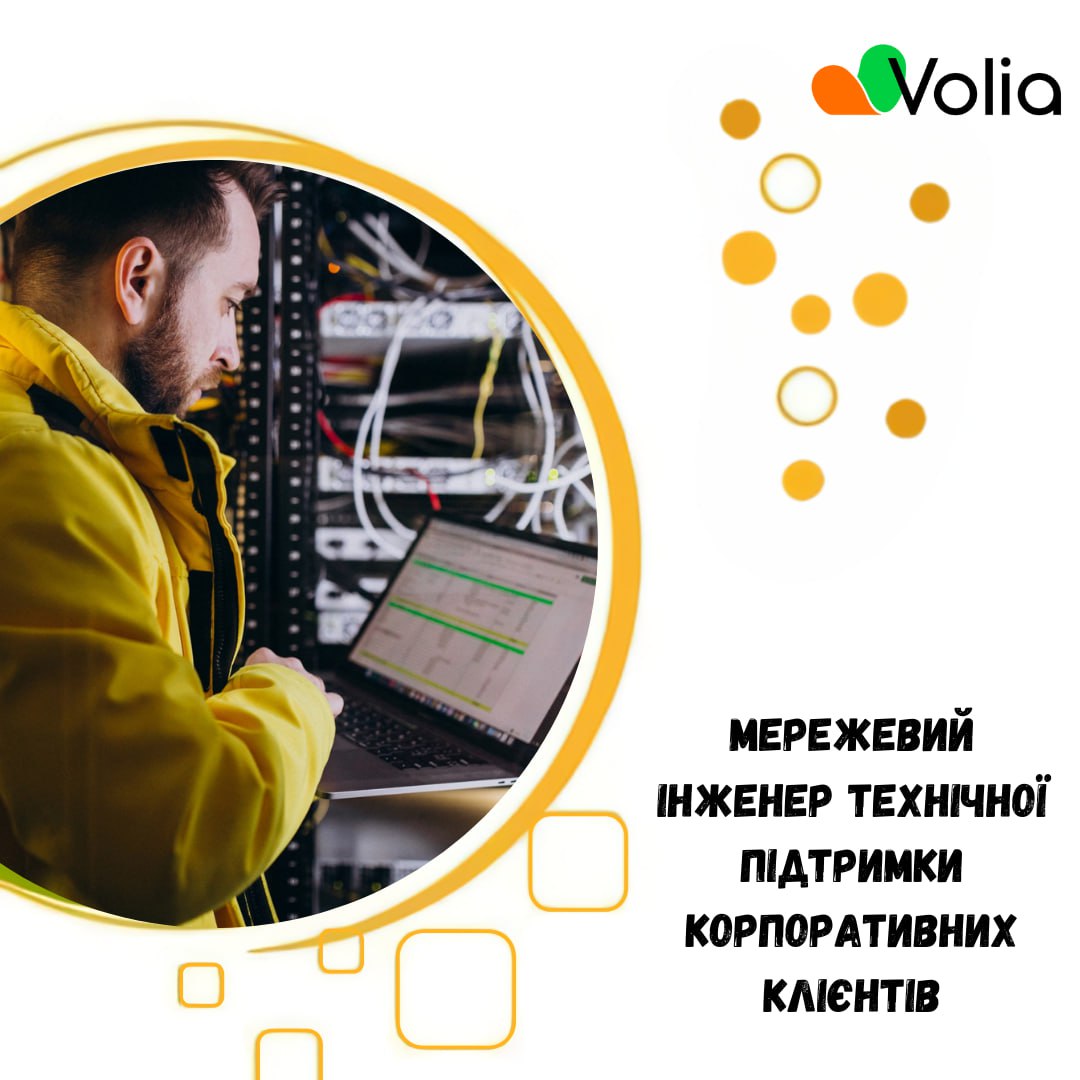 Volia
МЕРЕЖЕВИЙ
ІНЖЕНЕР ТЕХНІЧНОЇ
ПІДТРИМКИ
КОРПОРАТИВНИХ
КЛІЄНТІВ